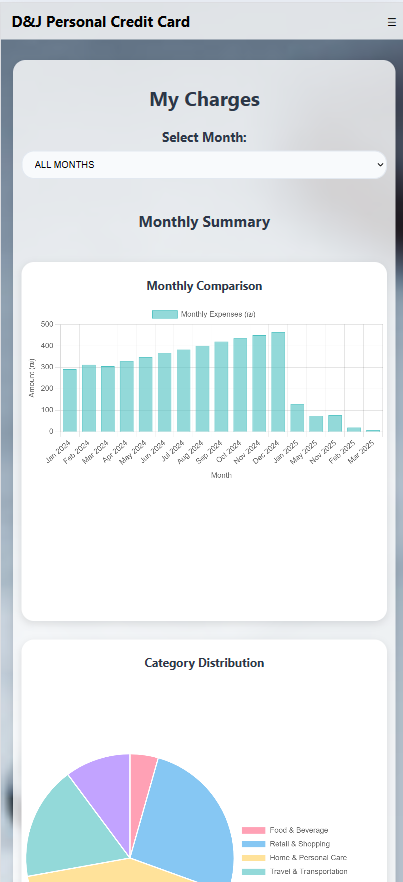 D&J Personal Credit Card
☰
My Charges
Select Month:
ALL MONTHS
Monthly Summary
Monthly Comparison
Monthly Expenses (₪)
500
400
300
200
100
0
Amount (₪)
Jan 2024
Feb 2024
Mar 2024
Apr 2024
May 2024
Jun 2024
Jul 2024
Aug 2024
Sep 2024
Oct 2024
Nov 2024
Dec 2024
Jan 2025
May 2025
Nov 2025
Feb 2025
Mar 2025
Month
Category Distribution
Food & Beverage
Retail & Shopping
Home & Personal Care
Travel & Transportation